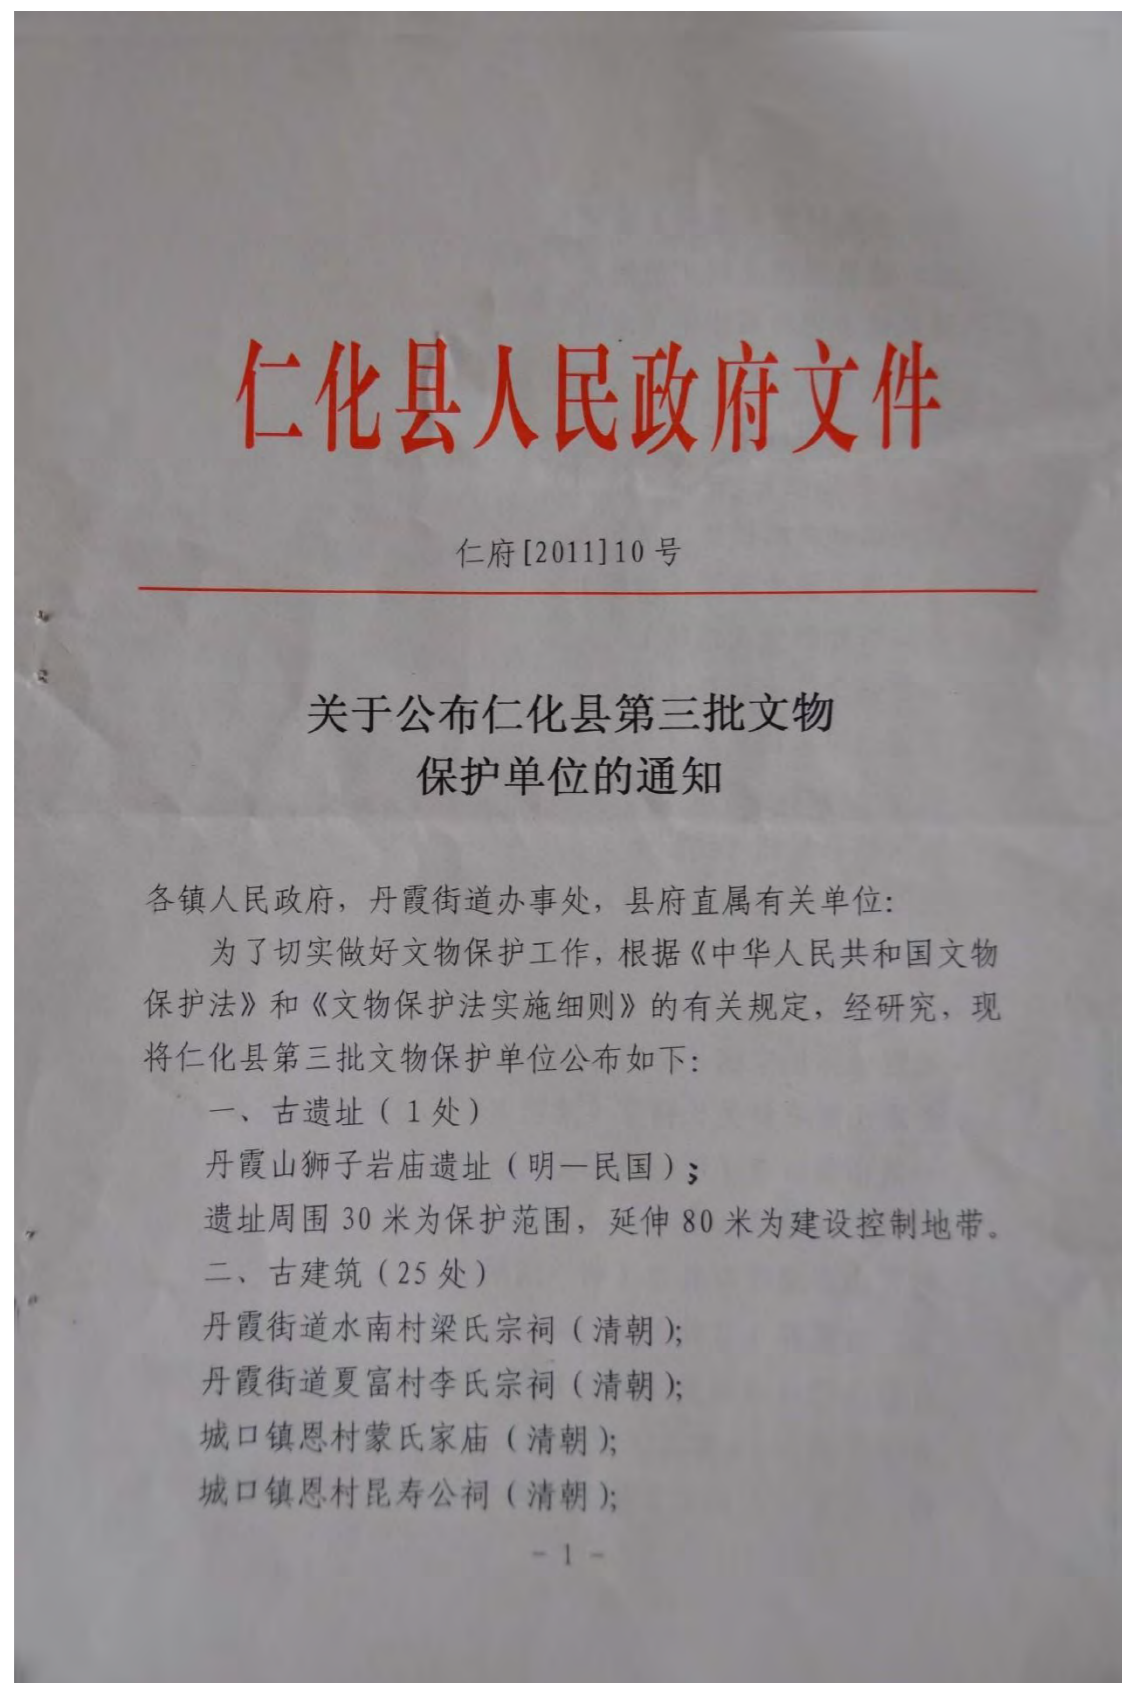 仁化县人民政府文件
仁府[2011]10号
关于公布仁化县第三批文物
保护单位的通知
各镇人民政府，丹霞街道办事处，县府直属有关单位：
为了切实做好文物保护工作，根据《中华人民共和国文物
保护法》和《文物保护法实施细则》的有关规定，经研究，现
将仁化县第三批文物保护单位公布如下：
一、古遗址（1处）
丹霞山狮子岩庙遗址（明—民国）；
遗址周围30米为保护范围，延伸80米为建设控制地带。
二、古建筑（25处）
丹霞街道水南村梁氏宗祠（清朝）；
丹霞街道夏富村李氏宗祠（清朝）；
城口镇恩村蒙氏家庙（清朝）；
城口镇恩村昆寿公祠（清朝）；
- 1 -